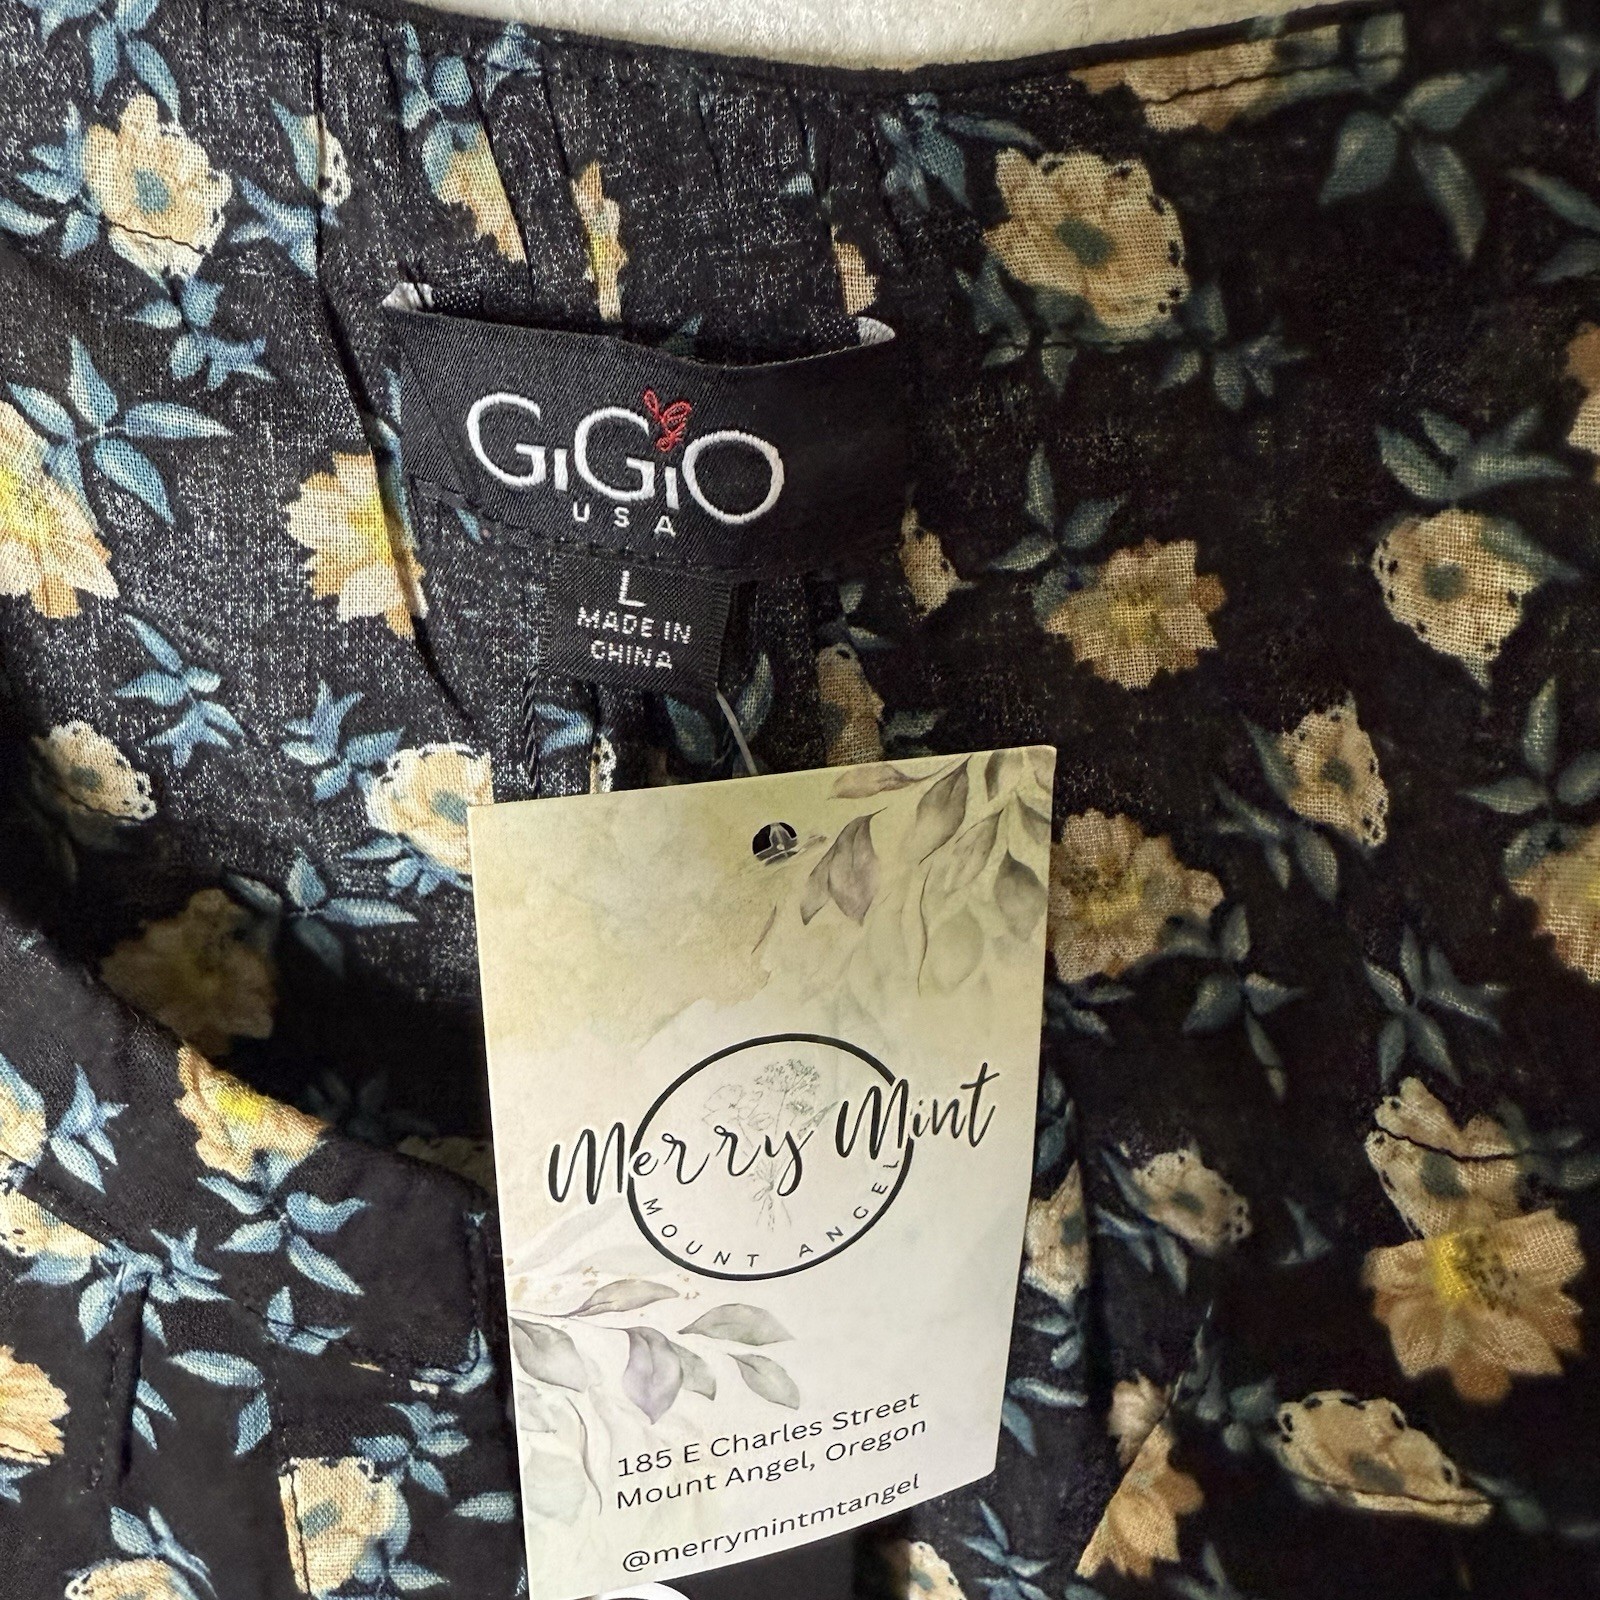 GiGiO
USA
L
MADE IN
CHINA
Merry Mint
MOUNT ANGEL
185 E Charles Street
Mount Angel, Oregon
@merrymintmtangel